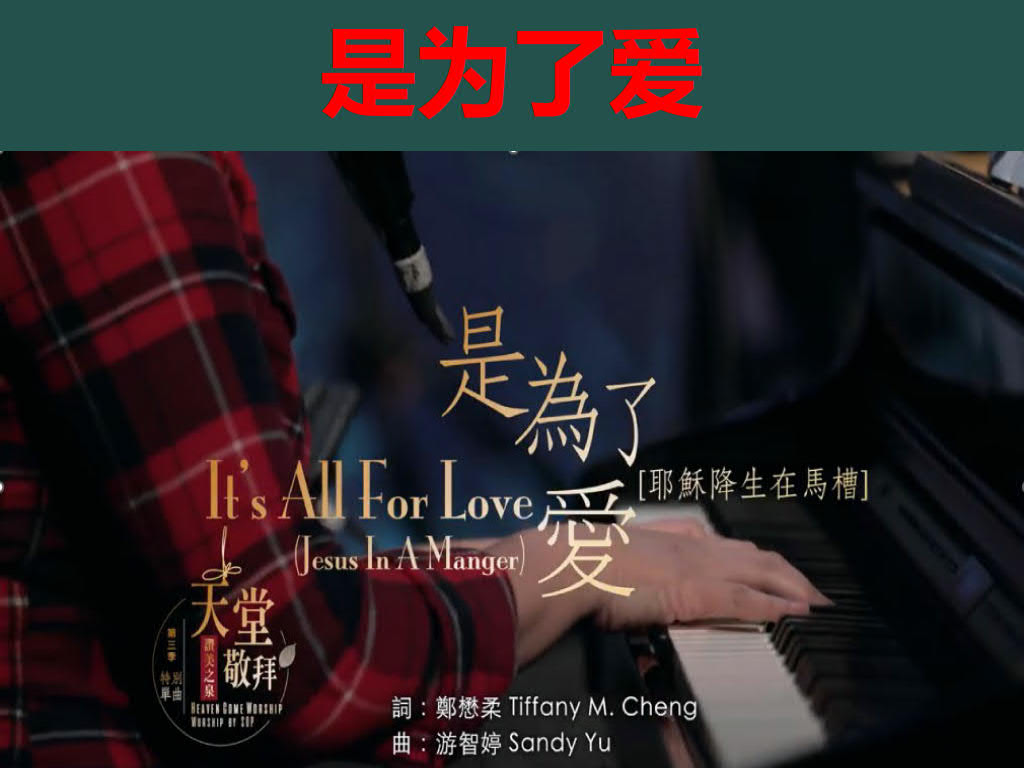 是为了爱
是為了愛
[耶穌降生在馬槽]
It's All For Love
(Jesus In A Manger)
天堂
敬拜
第三季
特別
單曲
讚美之泉
HEAVEN COME WORSHIP
WORSHIP BY SOP
詞：鄭懋柔 Tiffany M. Cheng
曲：游智婷 Sandy Yu